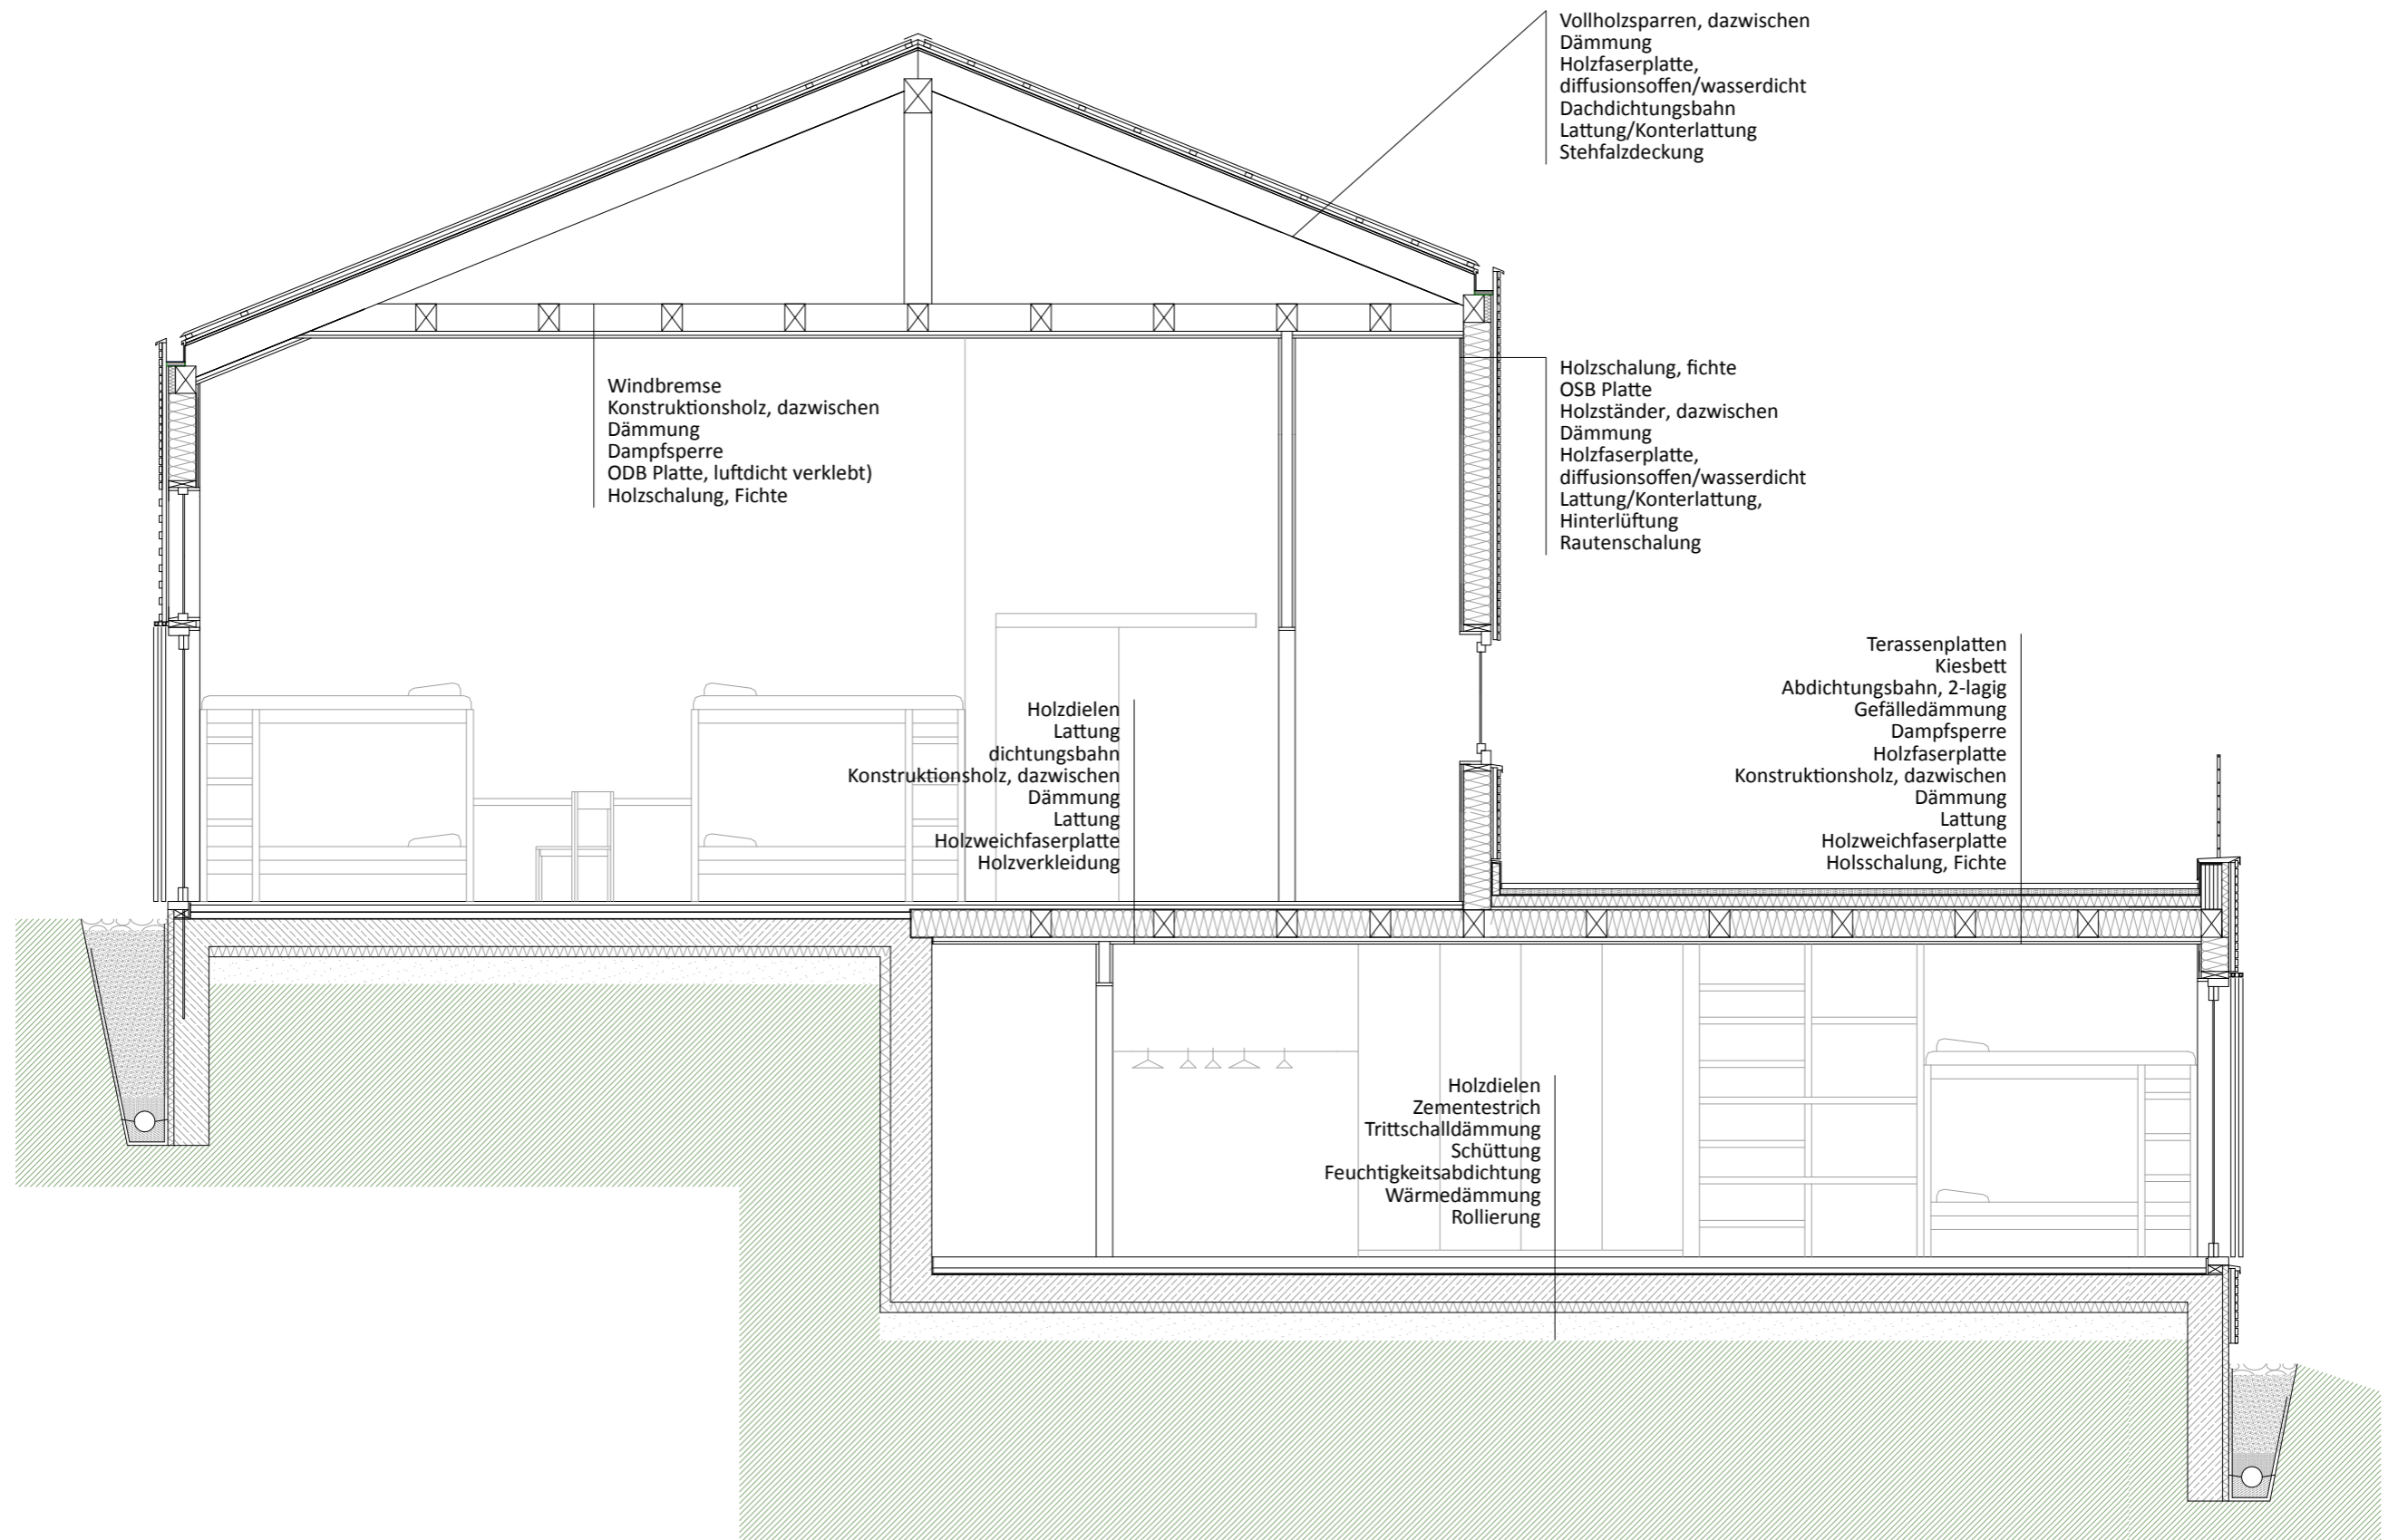 Vollholzsparren, dazwischen
Dämmung
Holzfaserplatte,
diffusionsoffen/wasserdicht
Dachdichtungsbahn
Lattung/Konterlattung
Stehfalzdeckung
Windbremse
Konstruktionsholz, dazwischen
Dämmung
Dampfsperre
ODB Platte, luftdicht verklebt)
Holzschalung, Fichte
Holzschalung, fichte
OSB Platte
Holzständer, dazwischen
Dämmung
Holzfaserplatte,
diffusionsoffen/wasserdicht
Lattung/Konterlattung,
Hinterlüftung
Rautenschalung
Holzdielen
Lattung
dichtungsbahn
Konstruktionsholz, dazwischen
Dämmung
Lattung
Holzweichfaserplatte
Holzverkleidung
Terassenplatten
Kiesbett
Abdichtungsbahn, 2-lagig
Gefälledämmung
Dampfsperre
Holzfaserplatte
Konstruktionsholz, dazwischen
Dämmung
Lattung
Holzweichfaserplatte
Holsschalung, Fichte
Holzdielen
Zementestrich
Trittschalldämmung
Schüttung
Feuchtigkeitsabdichtung
Wärmedämmung
Rollierung